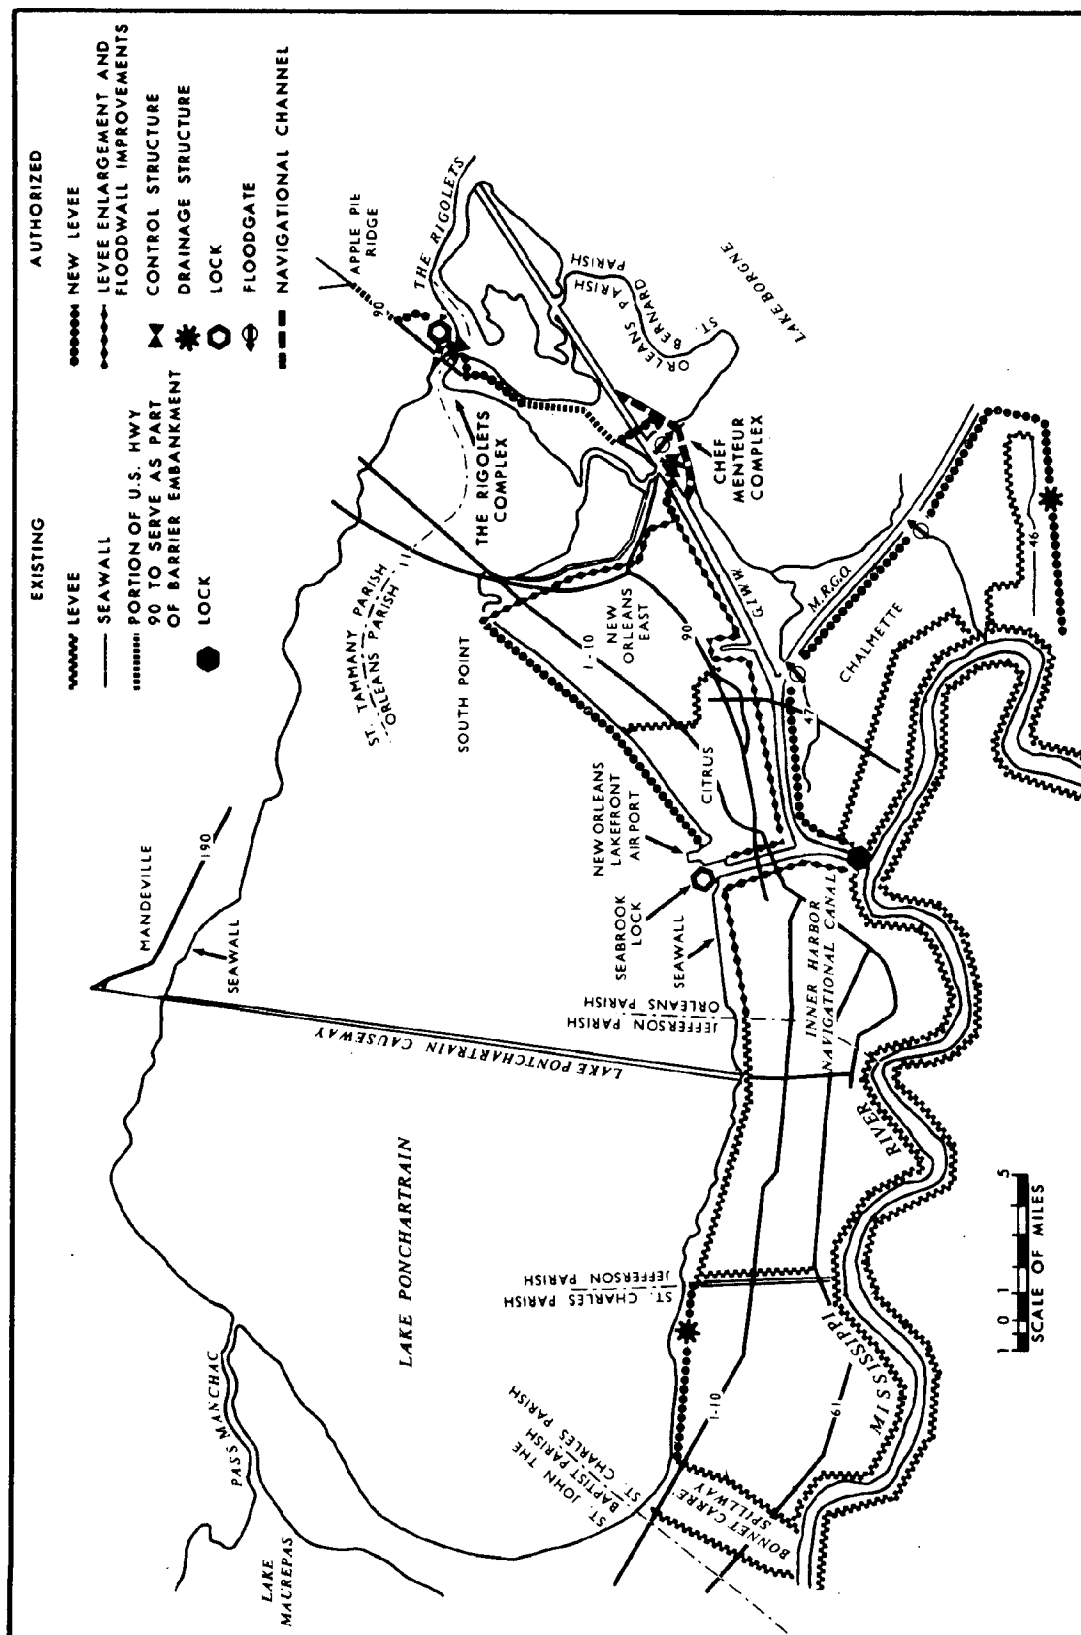 EXISTING
LEVEE
SEAWALL
PORTION OF U.S. HWY
90 TO SERVE AS PART
OF BARRIER EMBANKMENT
LOCK
AUTHORIZED
NEW LEVEE
LEVEE ENLARGEMENT AND
FLOODWALL IMPROVEMENTS
CONTROL STRUCTURE
DRAINAGE STRUCTURE
LOCK
FLOODGATE
NAVIGATIONAL CHANNEL
MANDEVILLE
190
SEAWALL
APPLE PIE
RIDGE
90
THE RIGOLETS
THE RIGOLETS
COMPLEX
ST. TAMMANY PARISH
ORLEANS PARISH
11
SOUTH POINT
ORLEANS PARISH
ST. BERNARD PARISH
LAKE BORGNE
CHEF
MENTEUR
COMPLEX
NEW
ORLEANS
EAST
I-10
90
G.I.W.W.
M.R.G.O.
CHALMETTE
46
47
CITRUS
NEW ORLEANS
LAKEFRONT
AIRPORT
SEABROOK
LOCK
SEAWALL
INNER HARBOR
NAVIGATIONAL CANAL
ORLEANS PARISH
JEFFERSON PARISH
LAKE PONTCHARTRAIN CAUSEWAY
LAKE PONCHARTRAIN
PASS MANCHAC
LAKE
MAUREPAS
JEFFERSON PARISH
ST. CHARLES PARISH
ST. JOHN THE
BAPTIST PARISH
ST. CHARLES PARISH
I-10
61
BONNET CARRE
SPILLWAY
MISSISSIPPI
RIVER
1 0 1 5
SCALE OF MILES